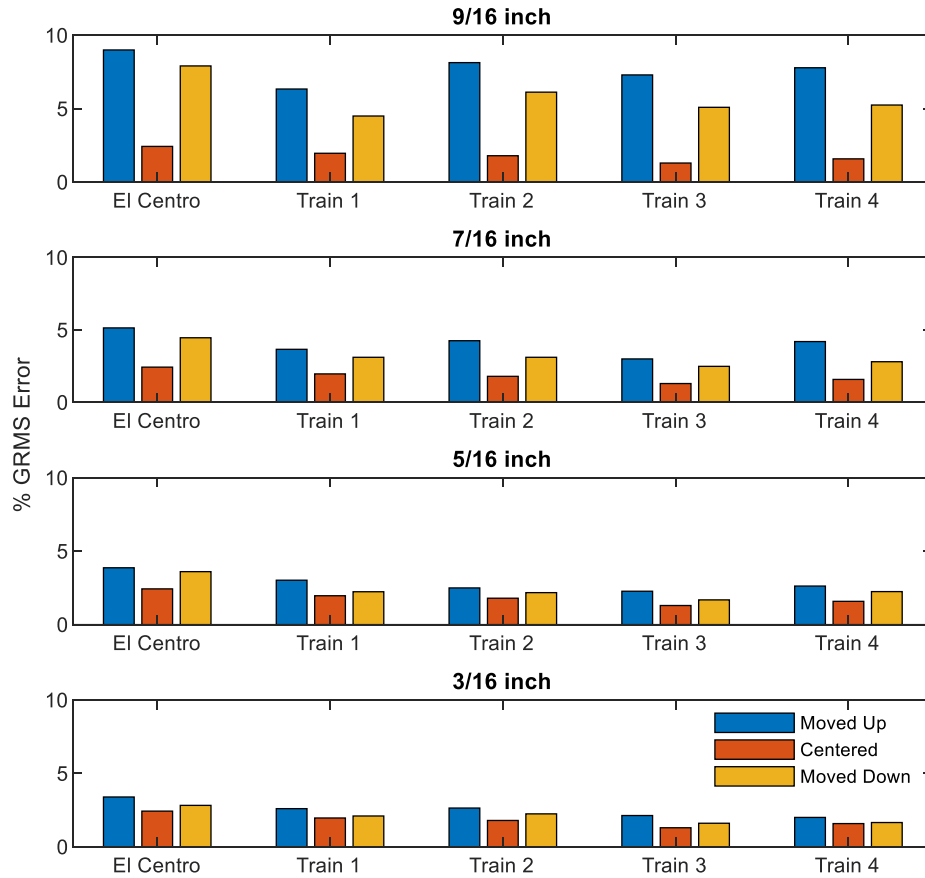 9/16 inch
10
5
0
El Centro Train 1 Train 2 Train 3 Train 4
7/16 inch
10
5
0
El Centro Train 1 Train 2 Train 3 Train 4
% GRMS Error
5/16 inch
10
5
0
El Centro Train 1 Train 2 Train 3 Train 4
3/16 inch
10
5
0
Moved Up
Centered
Moved Down
El Centro Train 1 Train 2 Train 3 Train 4